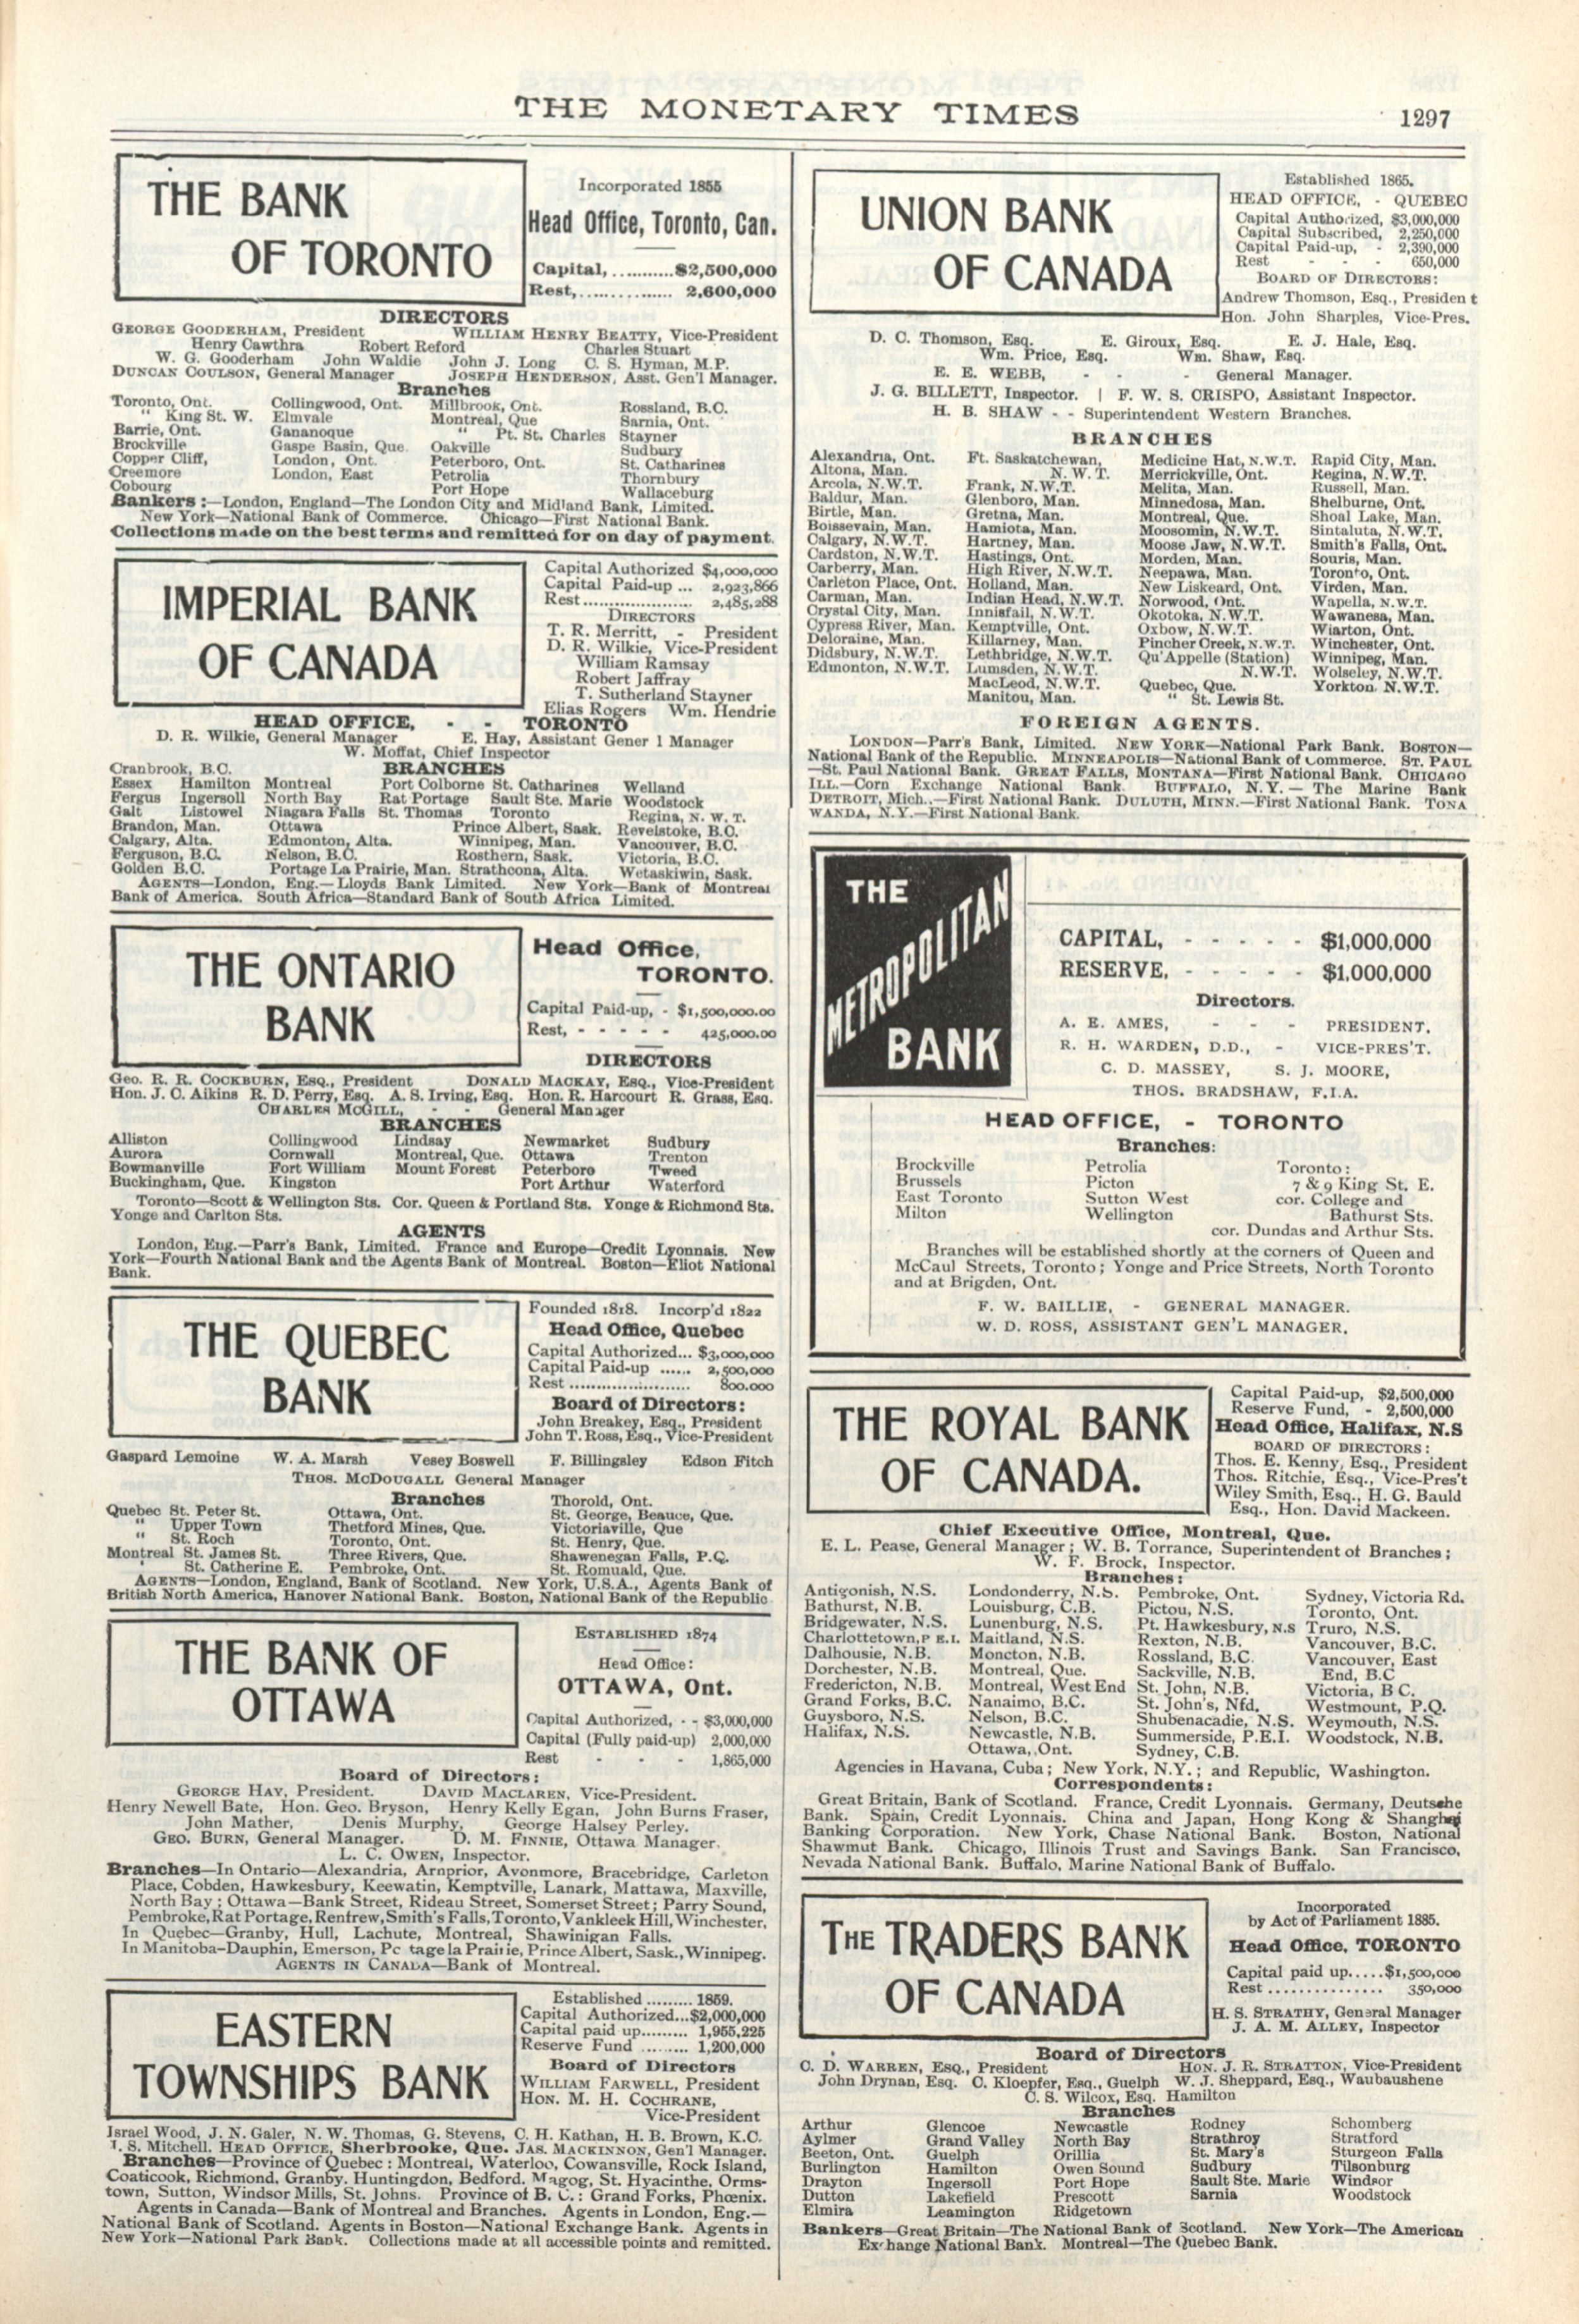 THE MONETARY TIMES 1297
THE BANK
OF TORONTO
Incorporated 1855
Head Office, Toronto, Can.
Capital, ........... $2,500,000
Rest, ................ 2,600,000
DIRECTORS
GEORGE GOODERHAM, President WILLIAM HENRY BEATTY, Vice-President
Henry Cawthra Robert Reford Charles Stuart
W. G. Gooderham John Waldie John J. Long C. S. Hyman, M.P.
DUNCAN COULSON, General Manager JOSEPH HENDERSON, Asst. Gen'l Manager.
Branches
Toronto, Ont. Collingwood, Ont. Millbrook, Ont. Rossland, B.C.
" King St. W. Elmvale Montreal, Que Sarnia, Ont.
Barrie, Ont. Gananoque " Pt. St. Charles Stayner
Brockville Gaspe Basin, Que. Oakville Sudbury
Copper Cliff, London, Ont. Peterboro, Ont. St. Catharines
Creemore London, East Petrolia Thornbury
Cobourg Port Hope Wallaceburg
Bankers :—London, England—The London City and Midland Bank, Limited.
New York—National Bank of Commerce. Chicago—First National Bank.
Collections made on the best terms and remitted for on day of payment.
IMPERIAL BANK
OF CANADA
Capital Authorized $4,000,000
Capital Paid-up ... 2,923,866
Rest..................... 2,485,288
DIRECTORS
T. R. Merritt, - President
D. R. Wilkie, Vice-President
William Ramsay
Robert Jaffray
T. Sutherland Stayner
Elias Rogers Wm. Hendrie
HEAD OFFICE, - - TORONTO
D. R. Wilkie, General Manager E. Hay, Assistant Gener l Manager
W. Moffat, Chief Inspector
BRANCHES
Cranbrook, B.C.
Essex Hamilton Montreal Port Colborne St. Catharines Welland
Fergus Ingersoll North Bay Rat Portage Sault Ste. Marie Woodstock
Galt Listowel Niagara Falls St. Thomas Toronto Regina, N. W. T.
Brandon, Man. Ottawa Prince Albert, Sask. Revelstoke, B.C.
Calgary, Alta. Edmonton, Alta. Winnipeg, Man. Vancouver, B.C.
Ferguson, B.C. Nelson, B.C. Rosthern, Sask. Victoria, B.C.
Golden B.C. Portage La Prairie, Man. Strathcona, Alta. Wetaskiwin, Sask.
AGENTS—London, Eng.—Lloyds Bank Limited. New York—Bank of Montreal
Bank of America. South Africa—Standard Bank of South Africa Limited.
THE ONTARIO
BANK
Head Office,
TORONTO.
Capital Paid-up, - $1,500,000.00
Rest, - - - - - 425,000.00
DIRECTORS
Geo. R. R. COCKBURN, ESQ., President DONALD MACKAY, ESQ., Vice-President
Hon. J. C. Aikins R. D. Perry, Esq. A. S. Irving, Esq. Hon. R. Harcourt R. Grass, Esq.
CHARLES MCGILL, - - General Manager
BRANCHES
Alliston Collingwood Lindsay Newmarket Sudbury
Aurora Cornwall Montreal, Que. Ottawa Trenton
Bowmanville Fort William Mount Forest Peterboro Tweed
Buckingham, Que. Kingston Port Arthur Waterford
Toronto—Scott & Wellington Sts. Cor. Queen & Portland Sts. Yonge & Richmond Sts.
Yonge and Carlton Sts.
AGENTS
London, Eng.—Parr's Bank, Limited. France and Europe—Credit Lyonnais. New
York—Fourth National Bank and the Agents Bank of Montreal. Boston—Eliot National
Bank.
THE QUEBEC
BANK
Founded 1818. Incorp'd 1822
Head Office, Quebec
Capital Authorized... $3,000,000
Capital Paid-up ...... 2,500,000
Rest ....................... 800.000
Board of Directors:
John Breakey, Esq., President
John T. Ross, Esq., Vice-President
Gaspard Lemoine W. A. Marsh Vesey Boswell F. Billingsley Edson Fitch
THOS. MCDOUGALL General Manager
Branches Thorold, Ont.
Quebec St. Peter St. Ottawa, Ont. St. George, Beauce, Que.
" Upper Town Thetford Mines, Que. Victoriaville, Que
" St. Roch Toronto, Ont. St. Henry, Que.
Montreal St. James St. Three Rivers, Que. Shawenegan Falls, P.Q.
St. Catherine E. Pembroke, Ont. St. Romuald, Que.
AGENTS—London, England, Bank of Scotland. New York, U.S.A., Agents Bank of
British North America, Hanover National Bank. Boston, National Bank of the Republic
THE BANK OF
OTTAWA
ESTABLISHED 1874
Head Office:
OTTAWA, Ont.
Capital Authorized, - - $3,000,000
Capital (Fully paid-up) 2,000,000
Rest - - - 1,865,000
Board of Directors:
GEORGE HAY, President. DAVID MACLAREN, Vice-President.
Henry Newell Bate, Hon. Geo. Bryson, Henry Kelly Egan, John Burns Fraser,
John Mather, Denis Murphy, George Halsey Perley.
GEO. BURN, General Manager. D. M. FINNIE, Ottawa Manager.
L. C. OWEN, Inspector.
Branches—In Ontario—Alexandria, Arnprior, Avonmore, Bracebridge, Carleton
Place, Cobden, Hawkesbury, Keewatin, Kemptville, Lanark, Mattawa, Maxville,
North Bay ; Ottawa—Bank Street, Rideau Street, Somerset Street ; Parry Sound,
Pembroke, Rat Portage, Renfrew, Smith's Falls, Toronto, Vankleek Hill, Winchester,
In Quebec—Granby, Hull, Lachute, Montreal, Shawinigan Falls.
In Manitoba—Dauphin, Emerson, Po tage la Prairie, Prince Albert, Sask., Winnipeg.
AGENTS IN CANADA—Bank of Montreal.
EASTERN
TOWNSHIPS BANK
Established ......... 1859.
Capital Authorized...$2,000,000
Capital paid up......... 1,955,225
Reserve Fund ......... 1,200,000
Board of Directors
WILLIAM FARWELL, President
HON. M. H. COCHRANE,
Vice-President
Israel Wood, J. N. Galer, N. W. Thomas, G. Stevens, C. H. Kathan, H. B. Brown, K.C.
J. S. Mitchell. HEAD OFFICE, Sherbrooke, Que. JAS. MACKINNON, Gen'l Manager.
Branches—Province of Quebec : Montreal, Waterloo, Cowansville, Rock Island,
Coaticook, Richmond, Granby. Huntingdon, Bedford. Magog, St. Hyacinthe, Orms-
town, Sutton, Windsor Mills, St. Johns. Province of B. C. : Grand Forks, Phœnix.
Agents in Canada—Bank of Montreal and Branches. Agents in London, Eng.—
National Bank of Scotland. Agents in Boston—National Exchange Bank. Agents in
New York—National Park Bank. Collections made at all accessible points and remitted.
UNION BANK
OF CANADA
Established 1865.
HEAD OFFICE, - QUEBEC
Capital Authorized, $3,000,000
Capital Subscribed, 2,250,000
Capital Paid-up, - 2,390,000
Rest - - - 650,000
BOARD OF DIRECTORS:
Andrew Thomson, Esq., Presiden t
Hon. John Sharples, Vice-Pres.
D. C. Thomson, Esq. E. Giroux, Esq. E. J. Hale, Esq.
Wm. Price, Esq. Wm. Shaw, Esq.
E. E. WEBB, - - - General Manager.
J. G. BILLETT, Inspector. | F. W. S. CRISPO, Assistant Inspector.
H. B. SHAW - - Superintendent Western Branches.
BRANCHES
Alexandria, Ont. Ft. Saskatchewan, Medicine Hat, N.W.T. Rapid City, Man.
Altona, Man. N. W. T. Merrickville, Ont. Regina, N.W.T.
Arcola, N.W.T. Frank, N.W.T. Melita, Man. Russell, Man.
Baldur, Man. Glenboro, Man. Minnedosa, Man. Shelburne, Ont.
Birtle, Man. Gretna, Man. Montreal, Que. Shoal Lake, Man.
Boissevain, Man. Hamiota, Man. Moosomin, N.W.T. Sintaluta, N.W.T.
Calgary, N.W.T. Hartney, Man. Moose Jaw, N.W.T. Smith's Falls, Ont.
Cardston, N.W.T. Hastings, Ont. Morden, Man. Souris, Man.
Carberry, Man. High River, N.W.T. Neepawa, Man. Toronto, Ont.
Carleton Place, Ont. Holland, Man. New Liskeard, Ont. Virden, Man.
Carman, Man. Indian Head, N.W.T. Norwood, Ont. Wapella, N.W.T.
Crystal City, Man. Innisfail, N.W.T. Okotoka, N.W.T. Wawanesa, Man.
Cypress River, Man. Kemptville, Ont. Oxbow, N.W.T. Wiarton, Ont.
Deloraine, Man. Killarney, Man. Pincher Creek, N.W.T. Winchester, Ont.
Didsbury, N.W.T. Lethbridge, N.W.T. Qu'Appelle (Station) Winnipeg, Man.
Edmonton, N.W.T. Lumsden, N.W.T. N.W.T. Wolseley, N.W.T.
MacLeod, N.W.T. Quebec, Que. Yorkton, N.W.T.
Manitou, Man. " St. Lewis St.
FOREIGN AGENTS.
LONDON—Parr's Bank, Limited. NEW YORK—National Park Bank. BOSTON—
National Bank of the Republic. MINNEAPOLIS—National Bank of Commerce. ST. PAUL
—St. Paul National Bank. GREAT FALLS, MONTANA—First National Bank. CHICAGO
ILL.—Corn Exchange National Bank. BUFFALO, N.Y.—The Marine Bank
DETROIT, Mich..—First National Bank. DULUTH, MINN.—First National Bank. TONA
WANDA, N.Y.—First National Bank.
THE
METROPOLITAN
BANK
CAPITAL, - - - - - $1,000,000
RESERVE, - - - - - $1,000,000
Directors.
A. E. AMES, - - - PRESIDENT.
R. H. WARDEN, D.D., - VICE-PRES'T.
C. D. MASSEY, S. J. MOORE,
THOS. BRADSHAW, F.I.A.
HEAD OFFICE, - TORONTO
Branches:
Brockville Petrolia Toronto :
Brussels Picton 7 & 9 King St. E.
East Toronto Sutton West cor. College and
Milton Wellington Bathurst Sts.
cor. Dundas and Arthur Sts.
Branches will be established shortly at the corners of Queen and
McCaul Streets, Toronto ; Yonge and Price Streets, North Toronto
and at Brigden, Ont.
F. W. BAILLIE, - GENERAL MANAGER.
W. D. ROSS, ASSISTANT GEN'L MANAGER.
THE ROYAL BANK
OF CANADA.
Capital Paid-up, $2,500,000
Reserve Fund, - 2,500,000
Head Office, Halifax, N.S
BOARD OF DIRECTORS:
Thos. E. Kenny, Esq., President
Thos. Ritchie, Esq., Vice-Pres't
Wiley Smith, Esq., H. G. Bauld
Esq., Hon. David Mackeen.
Chief Executive Office, Montreal, Que.
E. L. Pease, General Manager ; W. B. Torrance, Superintendent of Branches ;
W. F. Brock, Inspector.
Branches:
Antigonish, N.S. Londonderry, N.S. Pembroke, Ont. Sydney, Victoria Rd.
Bathurst, N.B. Louisburg, C.B. Pictou, N.S. Toronto, Ont.
Bridgewater, N.S. Lunenburg, N.S. Pt. Hawkesbury, N.S Truro, N.S.
Charlottetown, P E.I. Maitland, N.S. Rexton, N.B. Vancouver, B.C.
Dalhousie, N.B. Moncton, N.B. Rossland, B.C. Vancouver, East
Dorchester, N.B. Montreal, Que. Sackville, N.B. End, B.C
Fredericton, N.B. Montreal, West End St. John, N.B. Victoria, B C.
Grand Forks, B.C. Nanaimo, B.C. St. John's, Nfd. Westmount, P.Q.
Guysboro, N.S. Nelson, B.C. Shubenacadie, N.S. Weymouth, N.S.
Halifax, N.S. Newcastle, N.B. Summerside, P.E.I. Woodstock, N.B.
Ottawa, Ont. Sydney, C.B.
Agencies in Havana, Cuba ; New York, N.Y. ; and Republic, Washington.
Correspondents:
Great Britain, Bank of Scotland. France, Credit Lyonnais. Germany, Deutsche
Bank. Spain, Credit Lyonnais. China and Japan, Hong Kong & Shanghai
Banking Corporation. New York, Chase National Bank. Boston, National
Shawmut Bank. Chicago, Illinois Trust and Savings Bank. San Francisco,
Nevada National Bank. Buffalo, Marine National Bank of Buffalo.
THE TRADERS BANK
OF CANADA
Incorporated
by Act of Parliament 1885.
Head Office, TORONTO
Capital paid up.....$1,500,000
Rest ............... 350,000
H. S. STRATHY, General Manager
J. A. M. ALLEY, Inspector
Board of Directors
C. D. WARREN, ESQ., President HON. J. R. STRATTON, Vice-President
John Drynan, Esq. C. Kloepfer, Esq., Guelph W. J. Sheppard, Esq., Waubaushene
C. S. Wilcox, Esq. Hamilton
Branches
Arthur Glencoe Newcastle Rodney Schomberg
Aylmer Grand Valley North Bay Strathroy Stratford
Beeton, Ont. Guelph Orillia St. Mary's Sturgeon Falls
Burlington Hamilton Owen Sound Sudbury Tilsonburg
Drayton Ingersoll Port Hope Sault Ste. Marie Windsor
Dutton Lakefield Prescott Sarnia Woodstock
Elmira Leamington Ridgetown
Bankers—Great Britain—The National Bank of Scotland. New York—The American
Exchange National Bank. Montreal—The Quebec Bank.